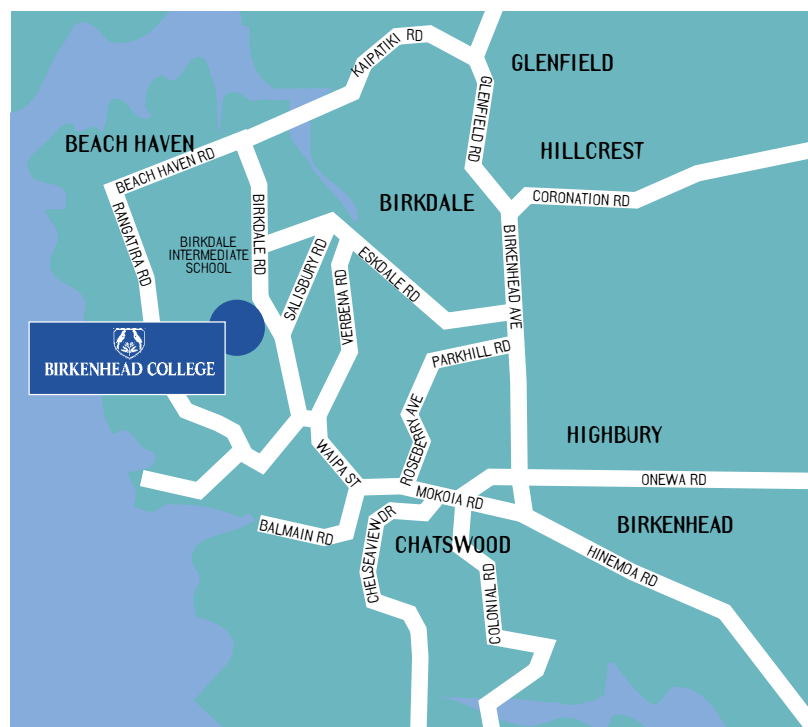 KAIPATIKI RD
GLENFIELD
GLENFIELD RD
BEACH HAVEN
HILLCREST
BEACH HAVEN RD
BIRKDALE
CORONATION RD
RANGATIRA RD
BIRKDALE RD
BIRKDALE
INTERMEDIATE
SCHOOL
SALISBURY RD
VERBENA RD
ESKDALE RD
BIRKENHEAD AVE
BIRKENHEAD COLLEGE
PARKHILL RD
ROSEBERRY AVE
HIGHBURY
WAIPA ST
ONEWA RD
MOKOIA RD
BALMAIN RD
BIRKENHEAD
CHATSWOOD
CHELSEAVIEW DR
COLONIAL RD
HINEMOA RD